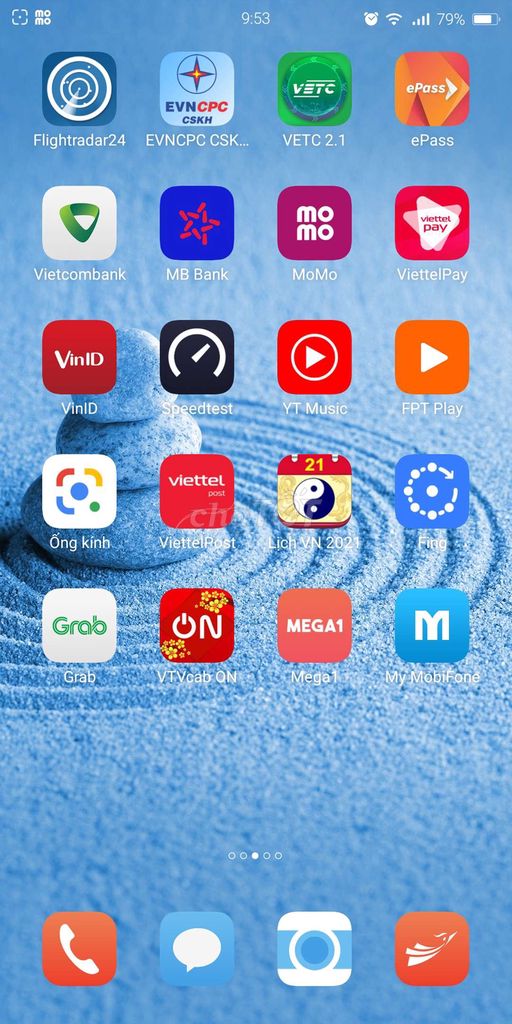 MO
MO
9:53
79%
EVNCPC
CSKH
VETC
ePass
Flightradar24
EVNCPC CSK...
VETC 2.1
ePass
MO
MO
viettel
pay
Vietcombank
MB Bank
MoMo
ViettelPay
VINID
VinID
Speedtest
YT Music
FPT Play
viettel
post
21
Ống kính
ViettelPost
Lịch VN 2021
Fing
Grab
ON
MEGA1
M
Grab
VTVcab ON
Mega1
My MobiFone